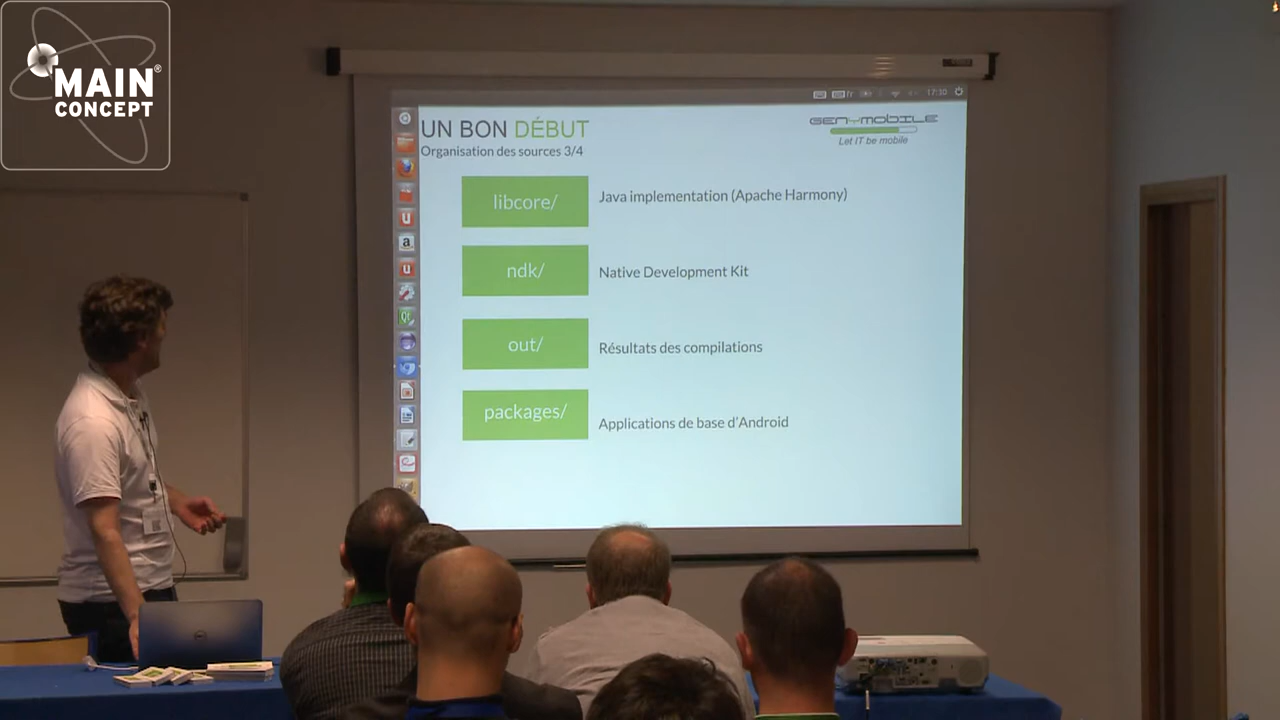 MAIN
CONCEPT®
17:30
UN BON DÉBUT
GENYMOBILE
Let IT be mobile
Organisation des sources 3/4
libcore/
Java implementation (Apache Harmony)
ndk/
Native Development Kit
out/
Résultats des compilations
packages/
Applications de base d'Android